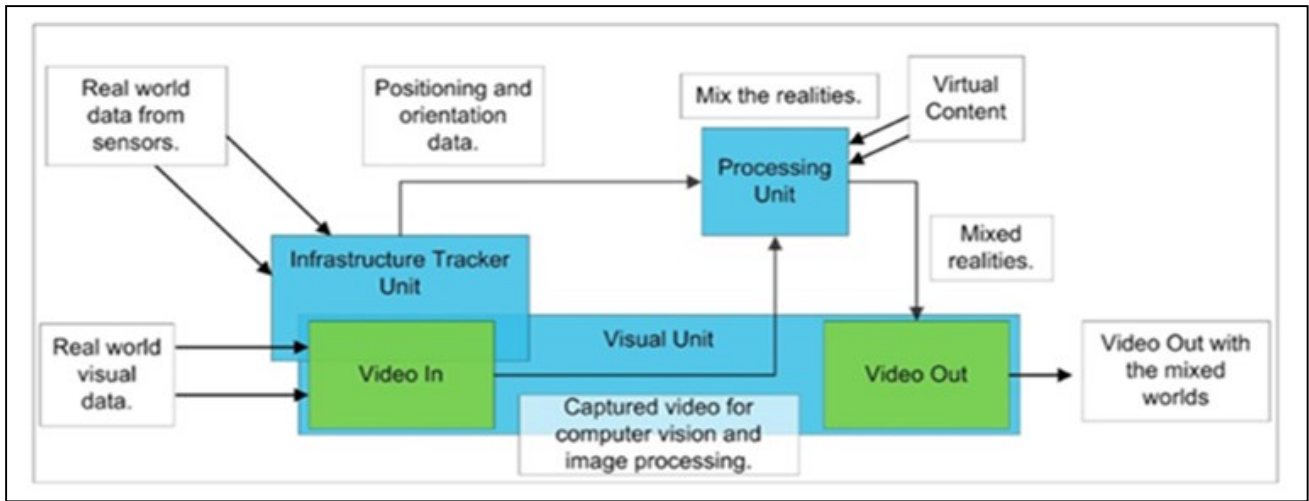 Real world
data from
sensors.
Positioning and
orientation
data.
Mix the realities.
Virtual
Content
Processing
Unit
Infrastructure Tracker
Unit
Mixed
realities.
Real world
visual
data.
Video In
Visual Unit
Video Out
Video Out with
the mixed
worlds
Captured video for
computer vision and
image processing.